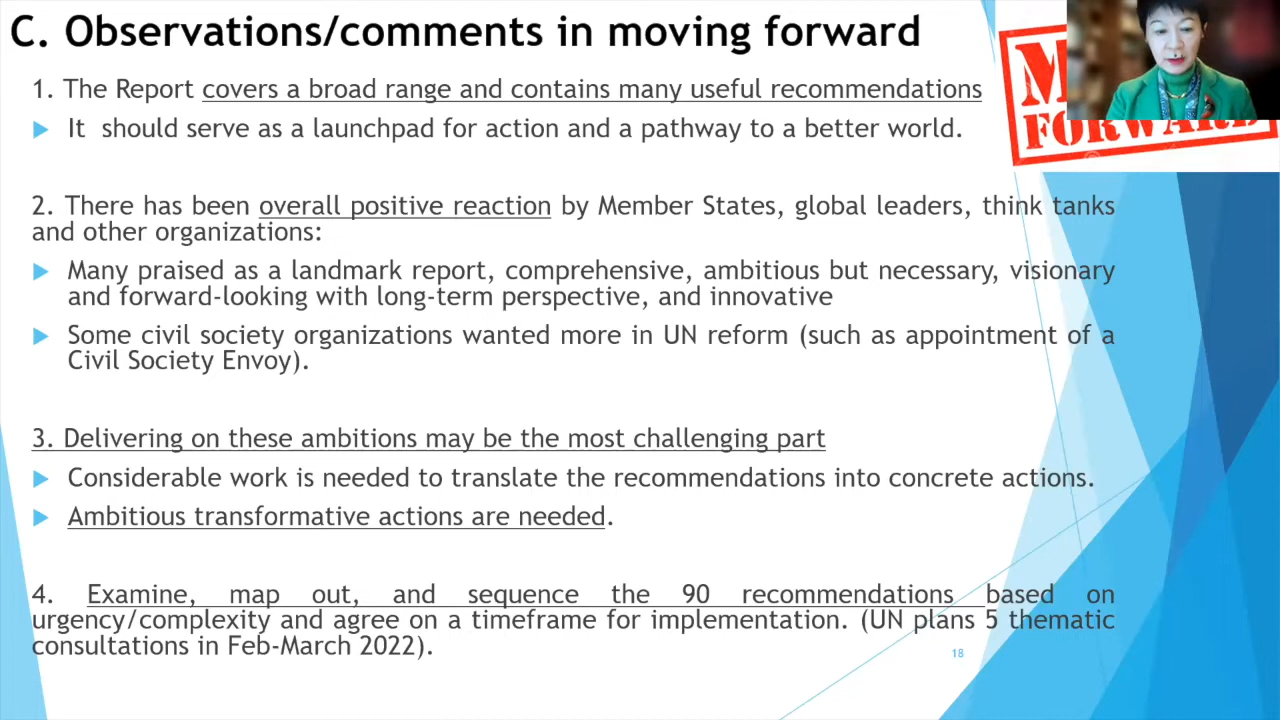 C. Observations/comments in moving forward
1. The Report covers a broad range and contains many useful recommendations
It should serve as a launchpad for action and a pathway to a better world.
2. There has been overall positive reaction by Member States, global leaders, think tanks
and other organizations:
Many praised as a landmark report, comprehensive, ambitious but necessary, visionary
and forward-looking with long-term perspective, and innovative
Some civil society organizations wanted more in UN reform (such as appointment of a
Civil Society Envoy).
3. Delivering on these ambitions may be the most challenging part
Considerable work is needed to translate the recommendations into concrete actions.
Ambitious transformative actions are needed.
4. Examine, map out, and sequence the 90 recommendations based on
urgency/complexity and agree on a timeframe for implementation. (UN plans 5 thematic
consultations in Feb-March 2022).
18
FORWARD